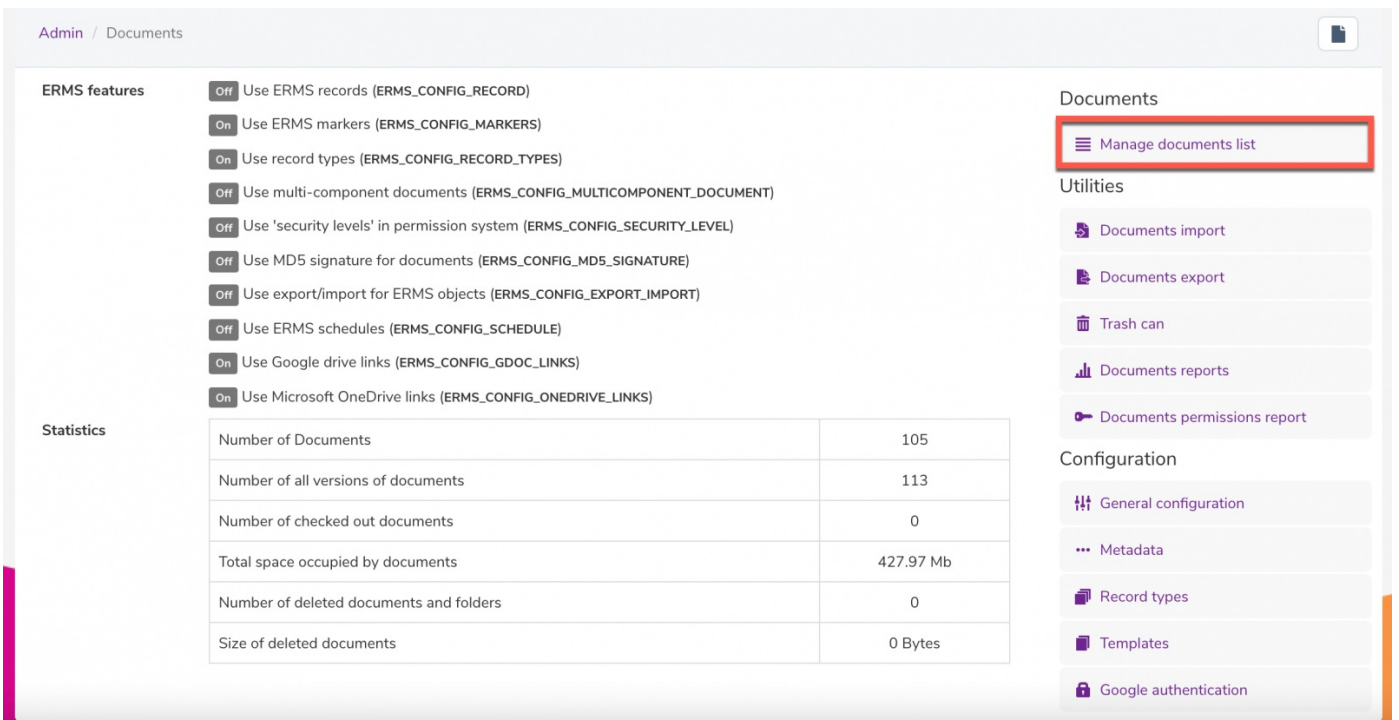 Admin / Documents
ERMS features
Off Use ERMS records (ERMS_CONFIG_RECORD)
On Use ERMS markers (ERMS_CONFIG_MARKERS)
On Use record types (ERMS_CONFIG_RECORD_TYPES)
Off Use multi-component documents (ERMS_CONFIG_MULTICOMPONENT_DOCUMENT)
Off Use 'security levels' in permission system (ERMS_CONFIG_SECURITY_LEVEL)
Off Use MD5 signature for documents (ERMS_CONFIG_MD5_SIGNATURE)
Off Use export/import for ERMS objects (ERMS_CONFIG_EXPORT_IMPORT)
Off Use ERMS schedules (ERMS_CONFIG_SCHEDULE)
On Use Google drive links (ERMS_CONFIG_GDOC_LINKS)
On Use Microsoft OneDrive links (ERMS_CONFIG_ONEDRIVE_LINKS)
Statistics
Number of Documents 105
Number of all versions of documents 113
Number of checked out documents 0
Total space occupied by documents 427.97 Mb
Number of deleted documents and folders 0
Size of deleted documents 0 Bytes
Documents
Manage documents list
Utilities
Documents import
Documents export
Trash can
Documents reports
Documents permissions report
Configuration
General configuration
Metadata
Record types
Templates
Google authentication